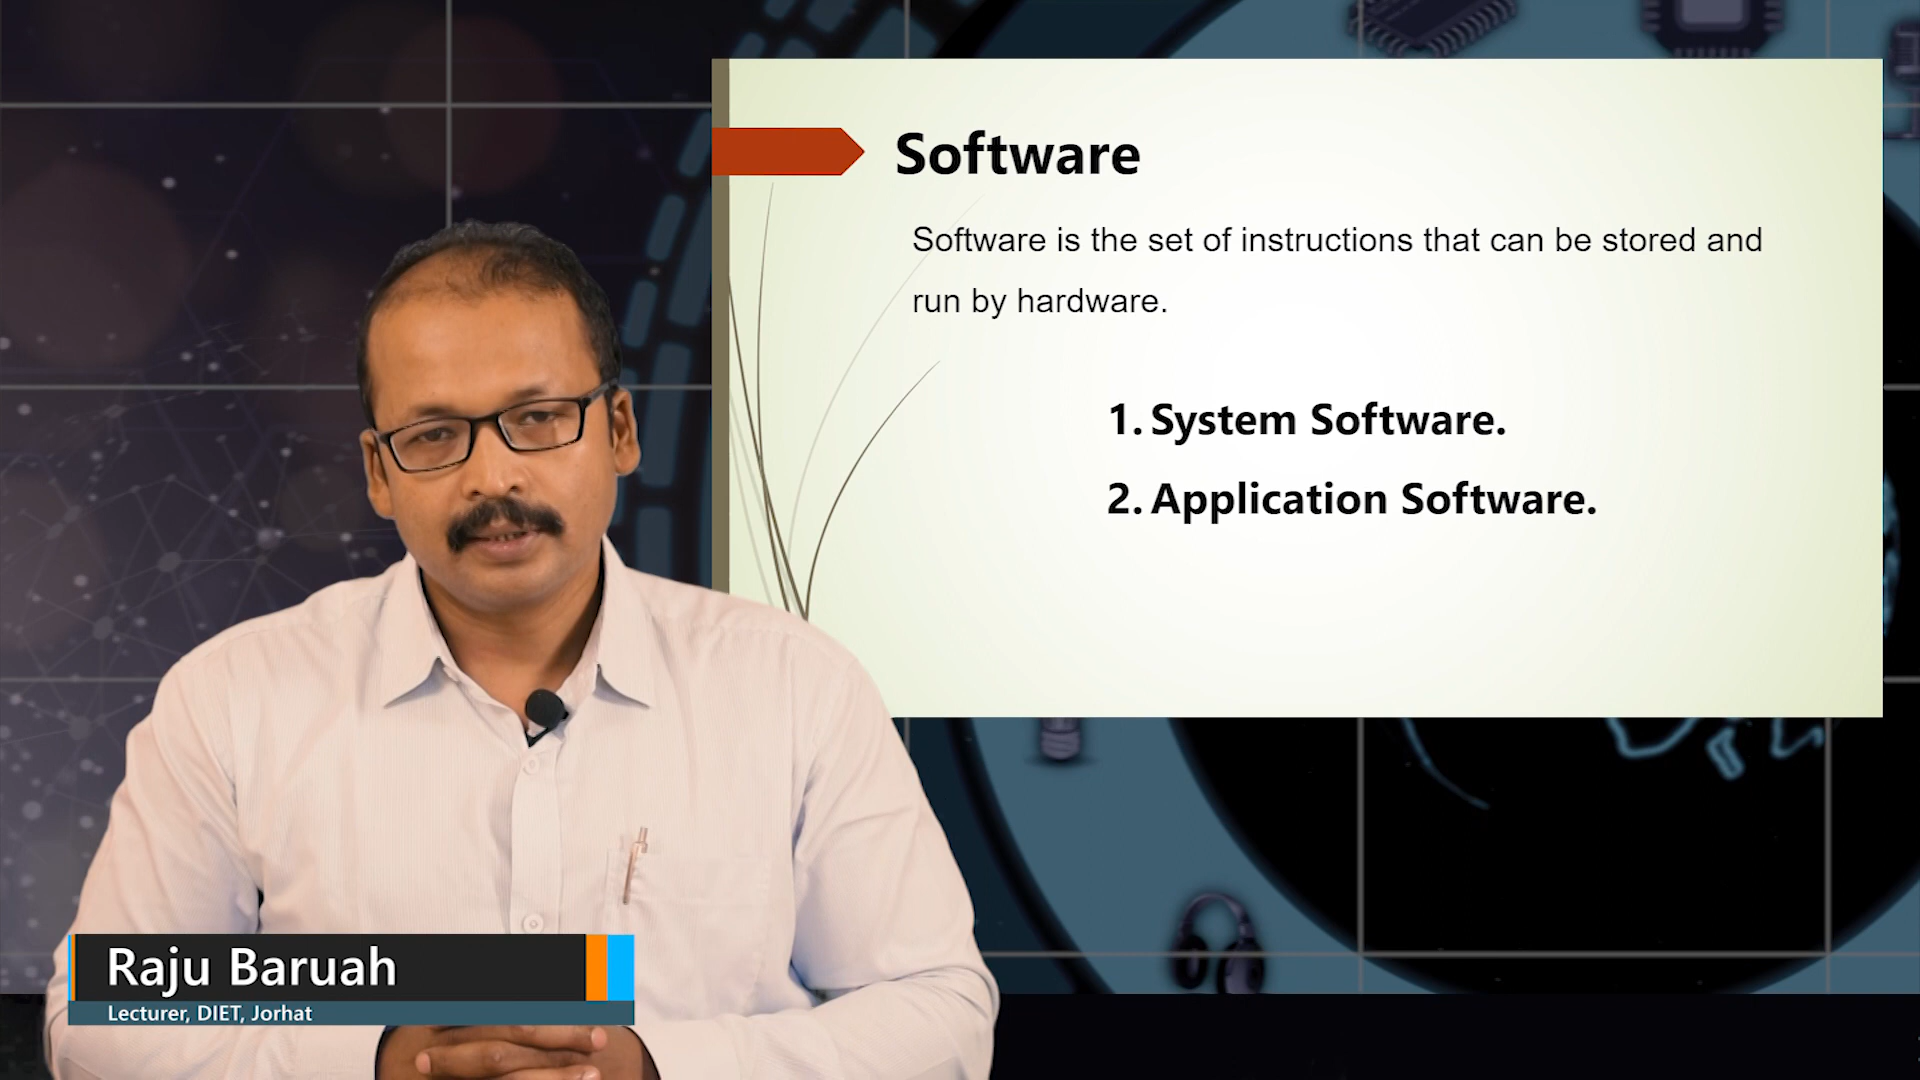 Software
Software is the set of instructions that can be stored and
run by hardware.
1. System Software.
2. Application Software.
Raju Baruah
Lecturer, DIET, Jorhat